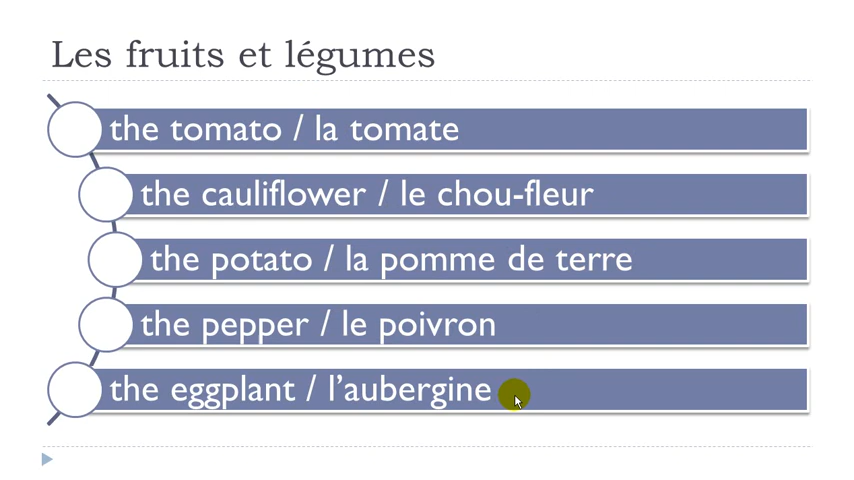 Les fruits et légumes
the tomato / la tomate
the cauliflower / le chou-fleur
the potato / la pomme de terre
the pepper / le poivron
the eggplant / l’aubergine